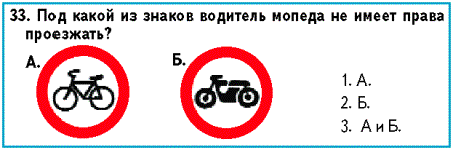 33. Под какой из знаков водитель мопеда не имеет права
проезжать?
А.
Б.
1. А.
2. Б.
3. А и Б.